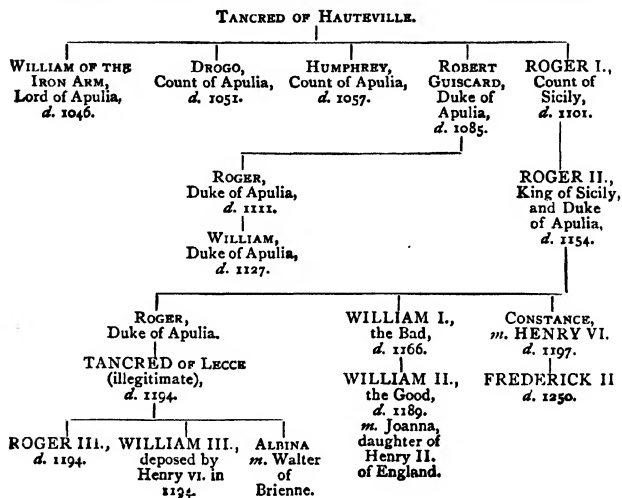 TANCRED OF HAUTEVILLE.
WILLIAM OF THE
IRON ARM,
Lord of Apulia,
d. 1046.
DROGO,
Count of Apulia,
d. 1051.
HUMPHREY,
Count of Apulia,
d. 1057.
ROBERT
GUISCARD,
Duke of
Apulia,
d. 1085.
ROGER I.,
Count of
Sicily,
d. 1101.
ROGER,
Duke of Apulia,
d. 1111.
WILLIAM,
Duke of Apulia,
d. 1127.
ROGER II.,
King of Sicily,
and Duke
of Apulia,
d. 1154.
ROGER,
Duke of Apulia.
TANCRED OF LECCE
(illegitimate),
d. 1194.
WILLIAM I.,
the Bad,
d. 1166.
WILLIAM II.,
the Good,
d. 1189.
m. Joanna,
daughter of
Henry II.
of England.
CONSTANCE,
m. HENRY VI.
d. 1197.
FREDERICK II
d. 1250.
ROGER III.,
d. 1194.
WILLIAM III.,
deposed by
Henry VI. in
1194.
ALBINA
m. Walter
of
Brienne.